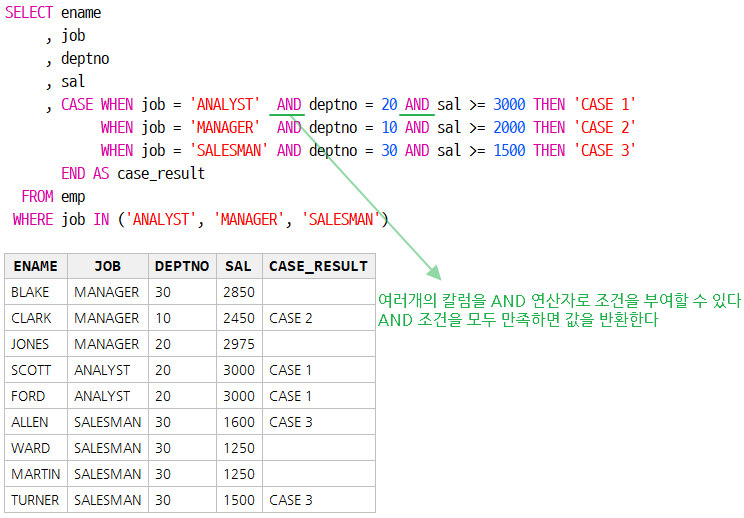 SELECT ename
, job
, deptno
, sal
, CASE WHEN job = 'ANALYST' AND deptno = 20 AND sal >= 3000 THEN 'CASE 1'
WHEN job = 'MANAGER' AND deptno = 10 AND sal >= 2000 THEN 'CASE 2'
WHEN job = 'SALESMAN' AND deptno = 30 AND sal >= 1500 THEN 'CASE 3'
END AS case_result
FROM emp
WHERE job IN ('ANALYST', 'MANAGER', 'SALESMAN')
ENAME JOB DEPTNO SAL CASE_RESULT
BLAKE MANAGER 30 2850
CLARK MANAGER 10 2450 CASE 2
JONES MANAGER 20 2975
SCOTT ANALYST 20 3000 CASE 1
FORD ANALYST 20 3000 CASE 1
ALLEN SALESMAN 30 1600 CASE 3
WARD SALESMAN 30 1250
MARTIN SALESMAN 30 1250
TURNER SALESMAN 30 1500 CASE 3
여러개의 칼럼을 AND 연산자로 조건을 부여할 수 있다
AND 조건을 모두 만족하면 값을 반환한다